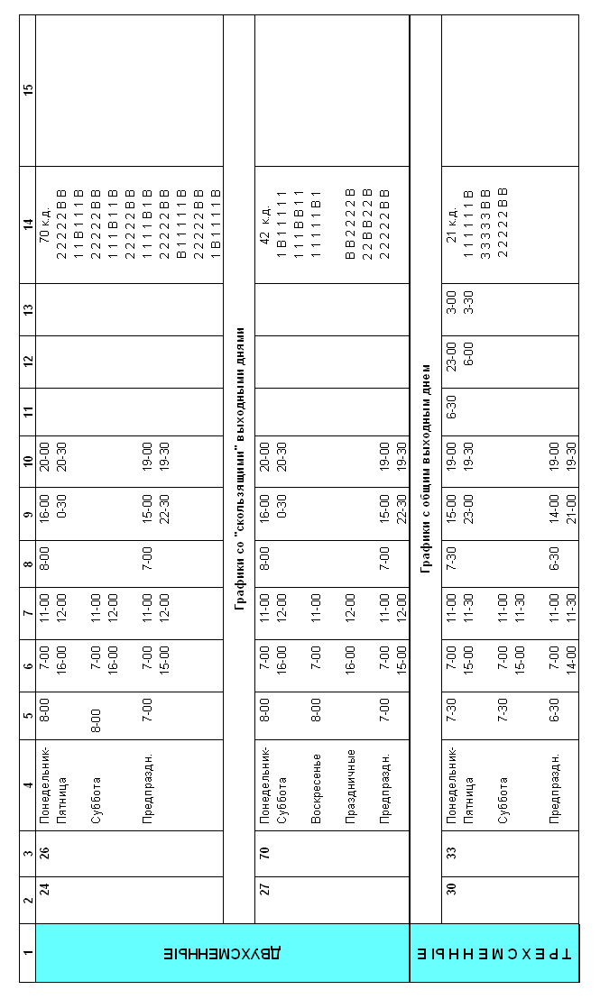 1 2 3 4 5 6 7 8 9 10 11 12 13 14 15
ДВУХСМЕННЫЕ
24 26 Понедельник- 8-00 7-00 11-00 8-00 16-00 20-00 70 к.д.
Пятница 16-00 12-00 0-30 20-30 2 2 2 2 2 В В
1 1 В 1 1 1 В
Суббота 8-00 7-00 11-00 2 2 2 2 2 В В
16-00 12-00 1 1 1 В 1 1 В
2 2 2 2 2 В В
Предпраздн. 7-00 7-00 11-00 7-00 15-00 19-00 1 1 1 1 В 1 В
15-00 12-00 22-30 19-30 2 2 2 2 2 В В
В 1 1 1 1 1 В
2 2 2 2 2 В В
1 В 1 1 1 1 В
Графики со "скользящими" выходными днями
27 70 Понедельник- 8-00 7-00 11-00 8-00 16-00 20-00 42 к.д.
Суббота 16-00 12-00 0-30 20-30 1 В 1 1 1 1 1
1 1 1 В В 1 1
Воскресенье 8-00 7-00 11-00 1 1 1 1 1 В 1
Праздничные 16-00 12-00 В В 2 2 2 2 В
2 2 В В 2 2 В
Предпраздн. 7-00 7-00 11-00 7-00 15-00 19-00 2 2 2 2 2 В В
15-00 12-00 22-30 19-30
Графики с общим выходным днем
ТРЕХСМЕННЫЕ
30 33 Понедельник- 7-30 7-00 11-00 7-30 15-00 19-00 6-30 23-00 3-00 21 к.д.
Пятница 15-00 11-30 23-00 19-30 6-00 3-30 1 1 1 1 1 1 В
3 3 3 3 3 В В
Суббота 7-30 7-00 11-00 2 2 2 2 2 В В
15-00 11-30
Предпраздн. 6-30 7-00 11-00 6-30 14-00 19-00
14-00 11-30 21-00 19-30